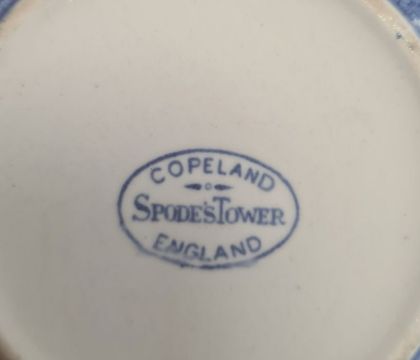 COPELAND
SPODE'S TOWER
ENGLAND